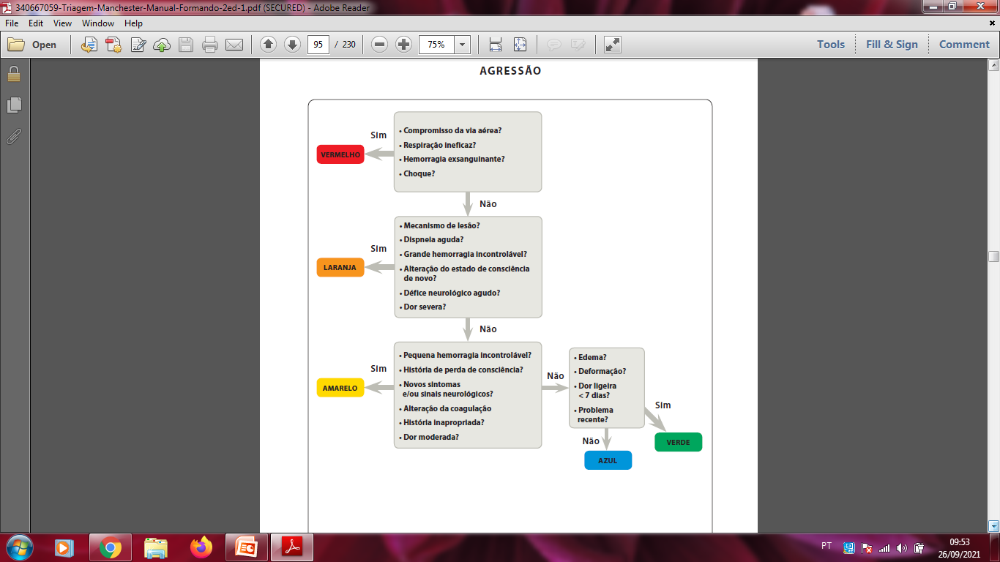 340667059-Triagem-Manchester-Manual-Formando-2ed-1.pdf (SECURED) - Adobe Reader
File Edit View Window Help
Open 95 / 230 75% Tools Fill & Sign Comment
AGRESSÃO
Sim
VERMELHO
• Compromisso da via aérea?
• Respiração ineficaz?
• Hemorragia exsanguinante?
• Choque?
Não
Sim
LARANJA
• Mecanismo de lesão?
• Dispneia aguda?
• Grande hemorragia incontrolável?
• Alteração do estado de consciência
de novo?
• Défice neurológico agudo?
• Dor severa?
Não
Sim
AMARELO
• Pequena hemorragia incontrolável?
• História de perda de consciência?
• Novos sintomas
e/ou sinais neurológicos?
• Alteração da coagulação
• História inapropriada?
• Dor moderada?
Não
• Edema?
• Deformação?
• Dor ligeira
< 7 dias?
• Problema
recente?
Sim
VERDE
Não
AZUL
PT
09:53
26/09/2021